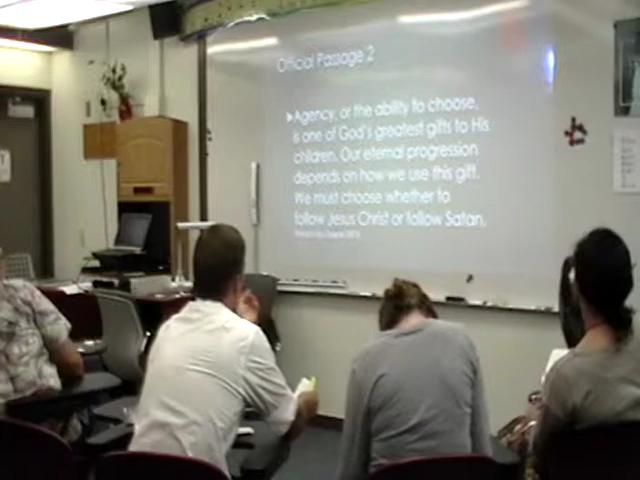 Official Passage 2
Agency, or the ability to choose,
is one of God's greatest gifts to His
children. Our eternal progression
depends on how we use this gift.
We must choose whether to
follow Jesus Christ or follow Satan.